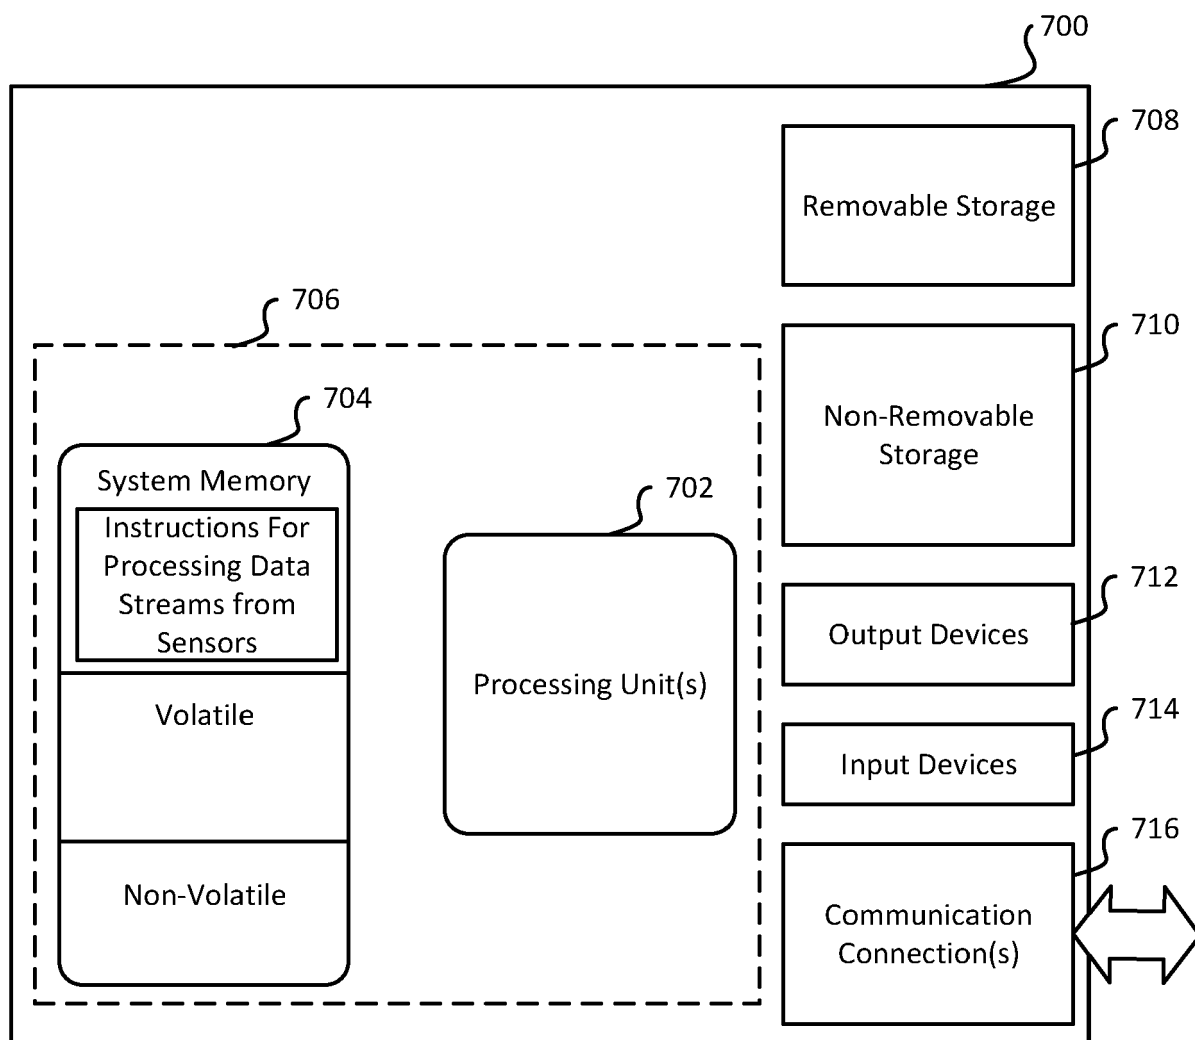 700
708
Removable Storage
706
710
Non-Removable
Storage
704
System Memory
Instructions For
Processing Data
Streams from
Sensors
Volatile
Non-Volatile
702
Processing Unit(s)
712
Output Devices
714
Input Devices
716
Communication
Connection(s)